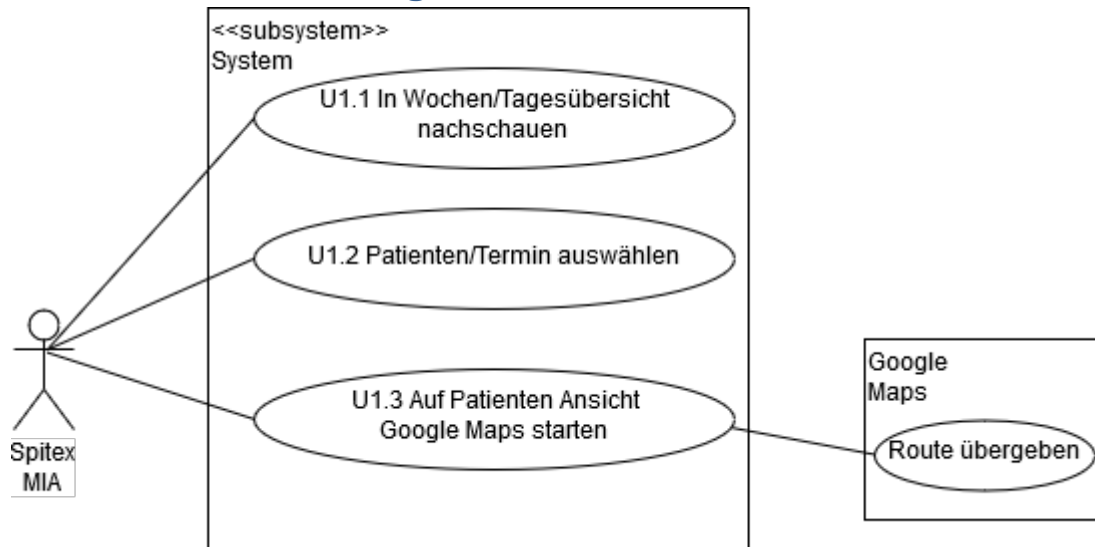 <<subsystem>>
System
U1.1 In Wochen/Tagesübersicht
nachschauen
U1.2 Patienten/Termin auswählen
U1.3 Auf Patienten Ansicht
Google Maps starten
Spitex
MIA
Google
Maps
Route übergeben